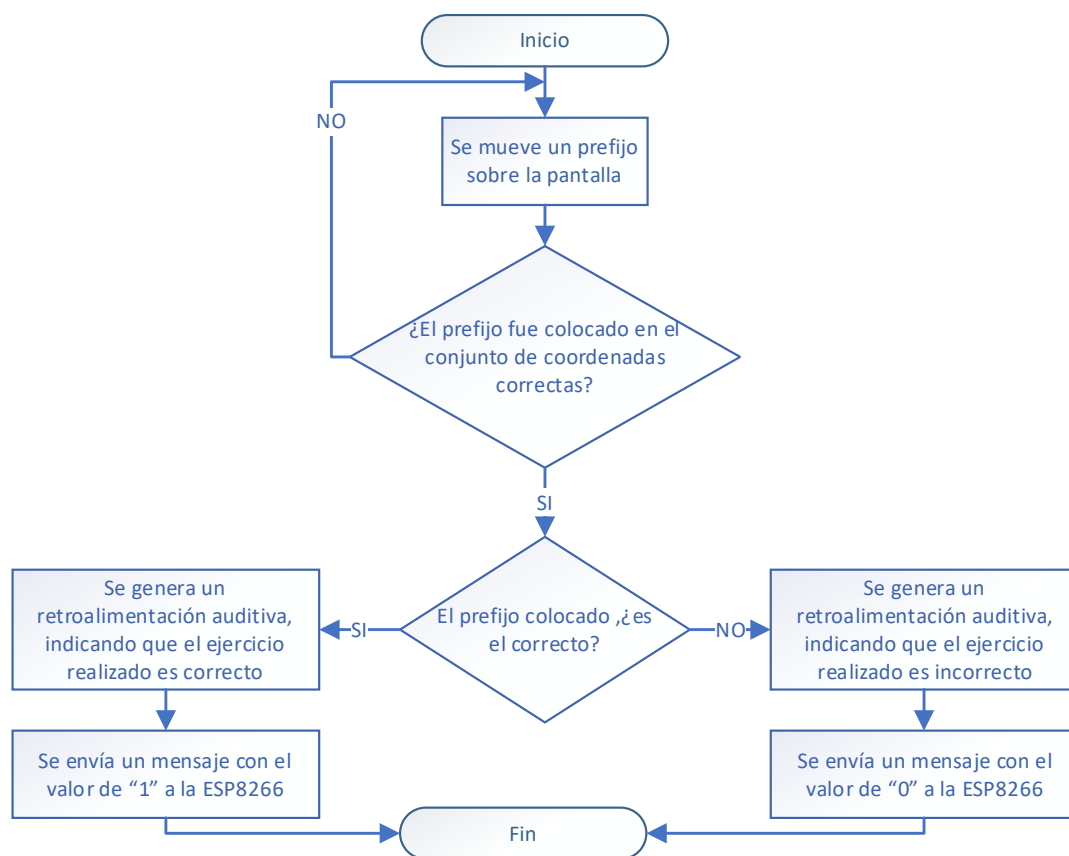 Inicio
NO
Se mueve un prefijo
sobre la pantalla
¿El prefijo fue colocado en el
conjunto de coordenadas
correctas?
SI
Se genera un
retroalimentación auditiva,
indicando que el ejercicio
realizado es correcto
SI
El prefijo colocado ,¿es
el correcto?
NO
Se genera un
retroalimentación auditiva,
indicando que el ejercicio
realizado es incorrecto
Se envía un mensaje con el
valor de “1” a la ESP8266
Se envía un mensaje con el
valor de “0” a la ESP8266
Fin